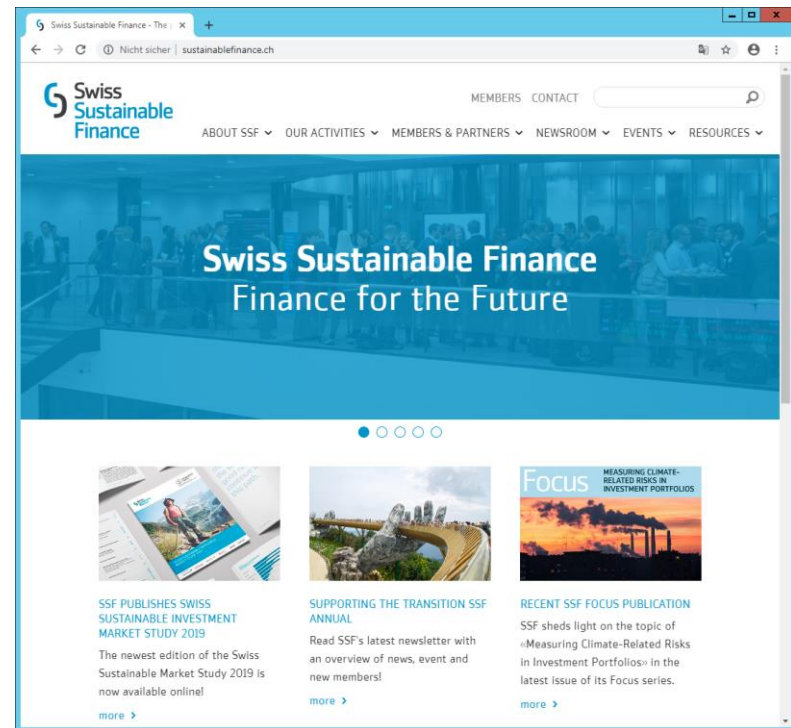 Swiss Sustainable Finance - The
Nicht sicher | sustainablefinance.ch
Swiss
Sustainable
Finance
MEMBERS CONTACT
ABOUT SSF OUR ACTIVITIES MEMBERS & PARTNERS NEWSROOM EVENTS RESOURCES
Swiss Sustainable Finance
Finance for the Future
Focus
MEASURING CLIMATE-
RELATED RISKS IN
INVESTMENT PORTFOLIOS
SSF PUBLISHES SWISS
SUSTAINABLE INVESTMENT
MARKET STUDY 2019
The newest edition of the Swiss
Sustainable Market Study 2019 is
now available online!
more >
SUPPORTING THE TRANSITION SSF
ANNUAL
Read SSF's latest newsletter with
an overview of news, event and
new members!
more >
RECENT SSF FOCUS PUBLICATION
SSF sheds light on the topic of
«Measuring Climate-Related Risks
in Investment Portfolios» in the
latest issue of its Focus series.
more >